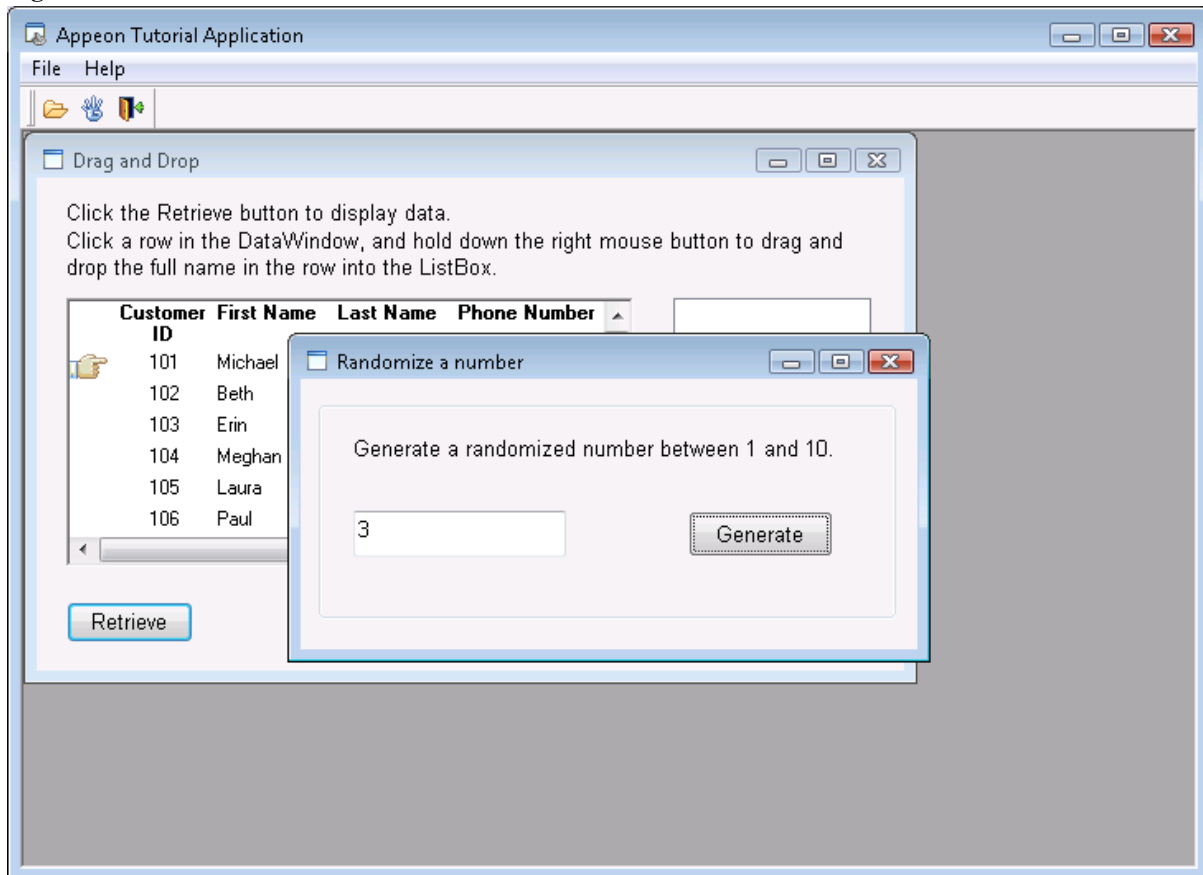 Appeon Tutorial Application
File Help
Drag and Drop
Click the Retrieve button to display data.
Click a row in the DataWindow, and hold down the right mouse button to drag and
drop the full name in the row into the ListBox.
Customer First Name Last Name Phone Number
ID
101 Michael
102 Beth
103 Erin
104 Meghan
105 Laura
106 Paul
Retrieve
Randomize a number
Generate a randomized number between 1 and 10.
3 Generate